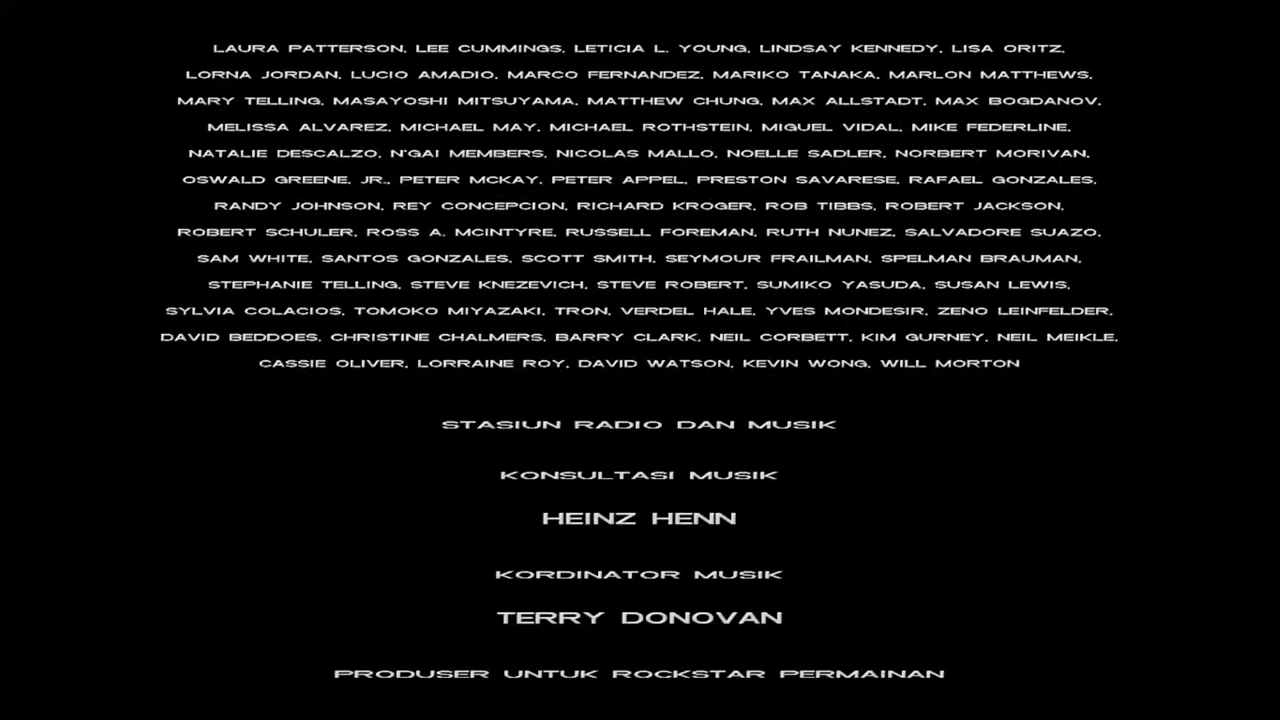 LAURA PATTERSON, LEE CUMMINGS, LETICIA L. YOUNG, LINDSAY KENNEDY, LISA ORITZ,
LORNA JORDAN, LUCIO AMADIO, MARCO FERNANDEZ, MARIKO TANAKA, MARLON MATTHEWS,
MARY TELLING, MASAYOSHI MITSUYAMA, MATTHEW CHUNG, MAX ALLSTADT, MAX BOGDANOV,
MELISSA ALVAREZ, MICHAEL MAY, MICHAEL ROTHSTEIN, MIGUEL VIDAL, MIKE FEDERLINE,
NATALIE DESCALZO, N'GAI MEMBERS, NICOLAS MALLO, NOELLE SADLER, NORBERT MORIVAN,
OSWALD GREENE, JR., PETER MCKAY, PETER APPEL, PRESTON SAVARESE, RAFAEL GONZALES,
RANDY JOHNSON, REY CONCEPCION, RICHARD KROGER, ROB TIBBS, ROBERT JACKSON,
ROBERT SCHULER, ROSS A. MCINTYRE, RUSSELL FOREMAN, RUTH NUNEZ, SALVADORE SUAZO,
SAM WHITE, SANTOS GONZALES, SCOTT SMITH, SEYMOUR FRAILMAN, SPELMAN BRAUMAN,
STEPHANIE TELLING, STEVE KNEZEVICH, STEVE ROBERT, SUMIKO YASUDA, SUSAN LEWIS,
SYLVIA COLACIOS, TOMOKO MIYAZAKI, TRON, VERDEL HALE, YVES MONDESIR, ZENO LEINFELDER,
DAVID BEDDOES, CHRISTINE CHALMERS, BARRY CLARK, NEIL CORBETT, KIM GURNEY, NEIL MEIKLE,
CASSIE OLIVER, LORRAINE ROY, DAVID WATSON, KEVIN WONG, WILL MORTON
STASIUN RADIO DAN MUSIK
KONSULTASI MUSIK
HEINZ HENN
KORDINATOR MUSIK
TERRY DONOVAN
PRODUSER UNTUK ROCKSTAR PERMAINAN